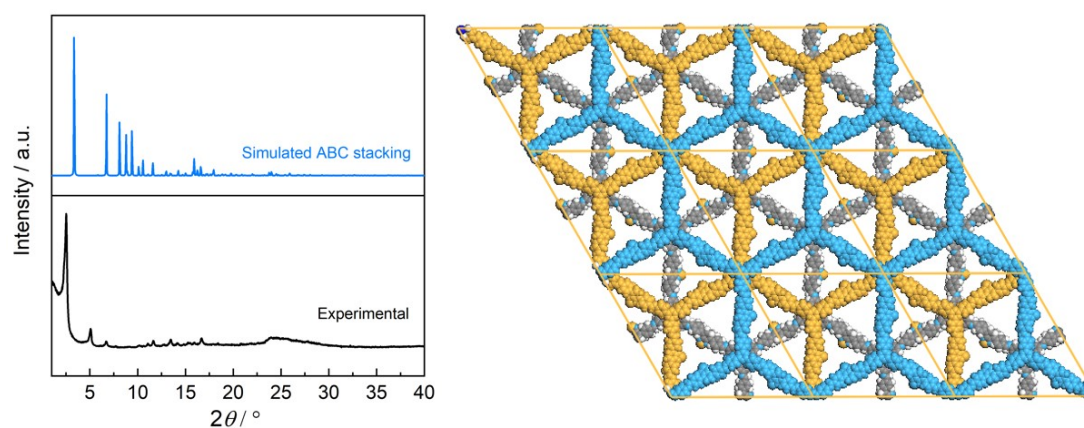 Intensity / a.u.
Simulated ABC stacking
Experimental
5 10 15 20 25 30 35 40
2θ / °